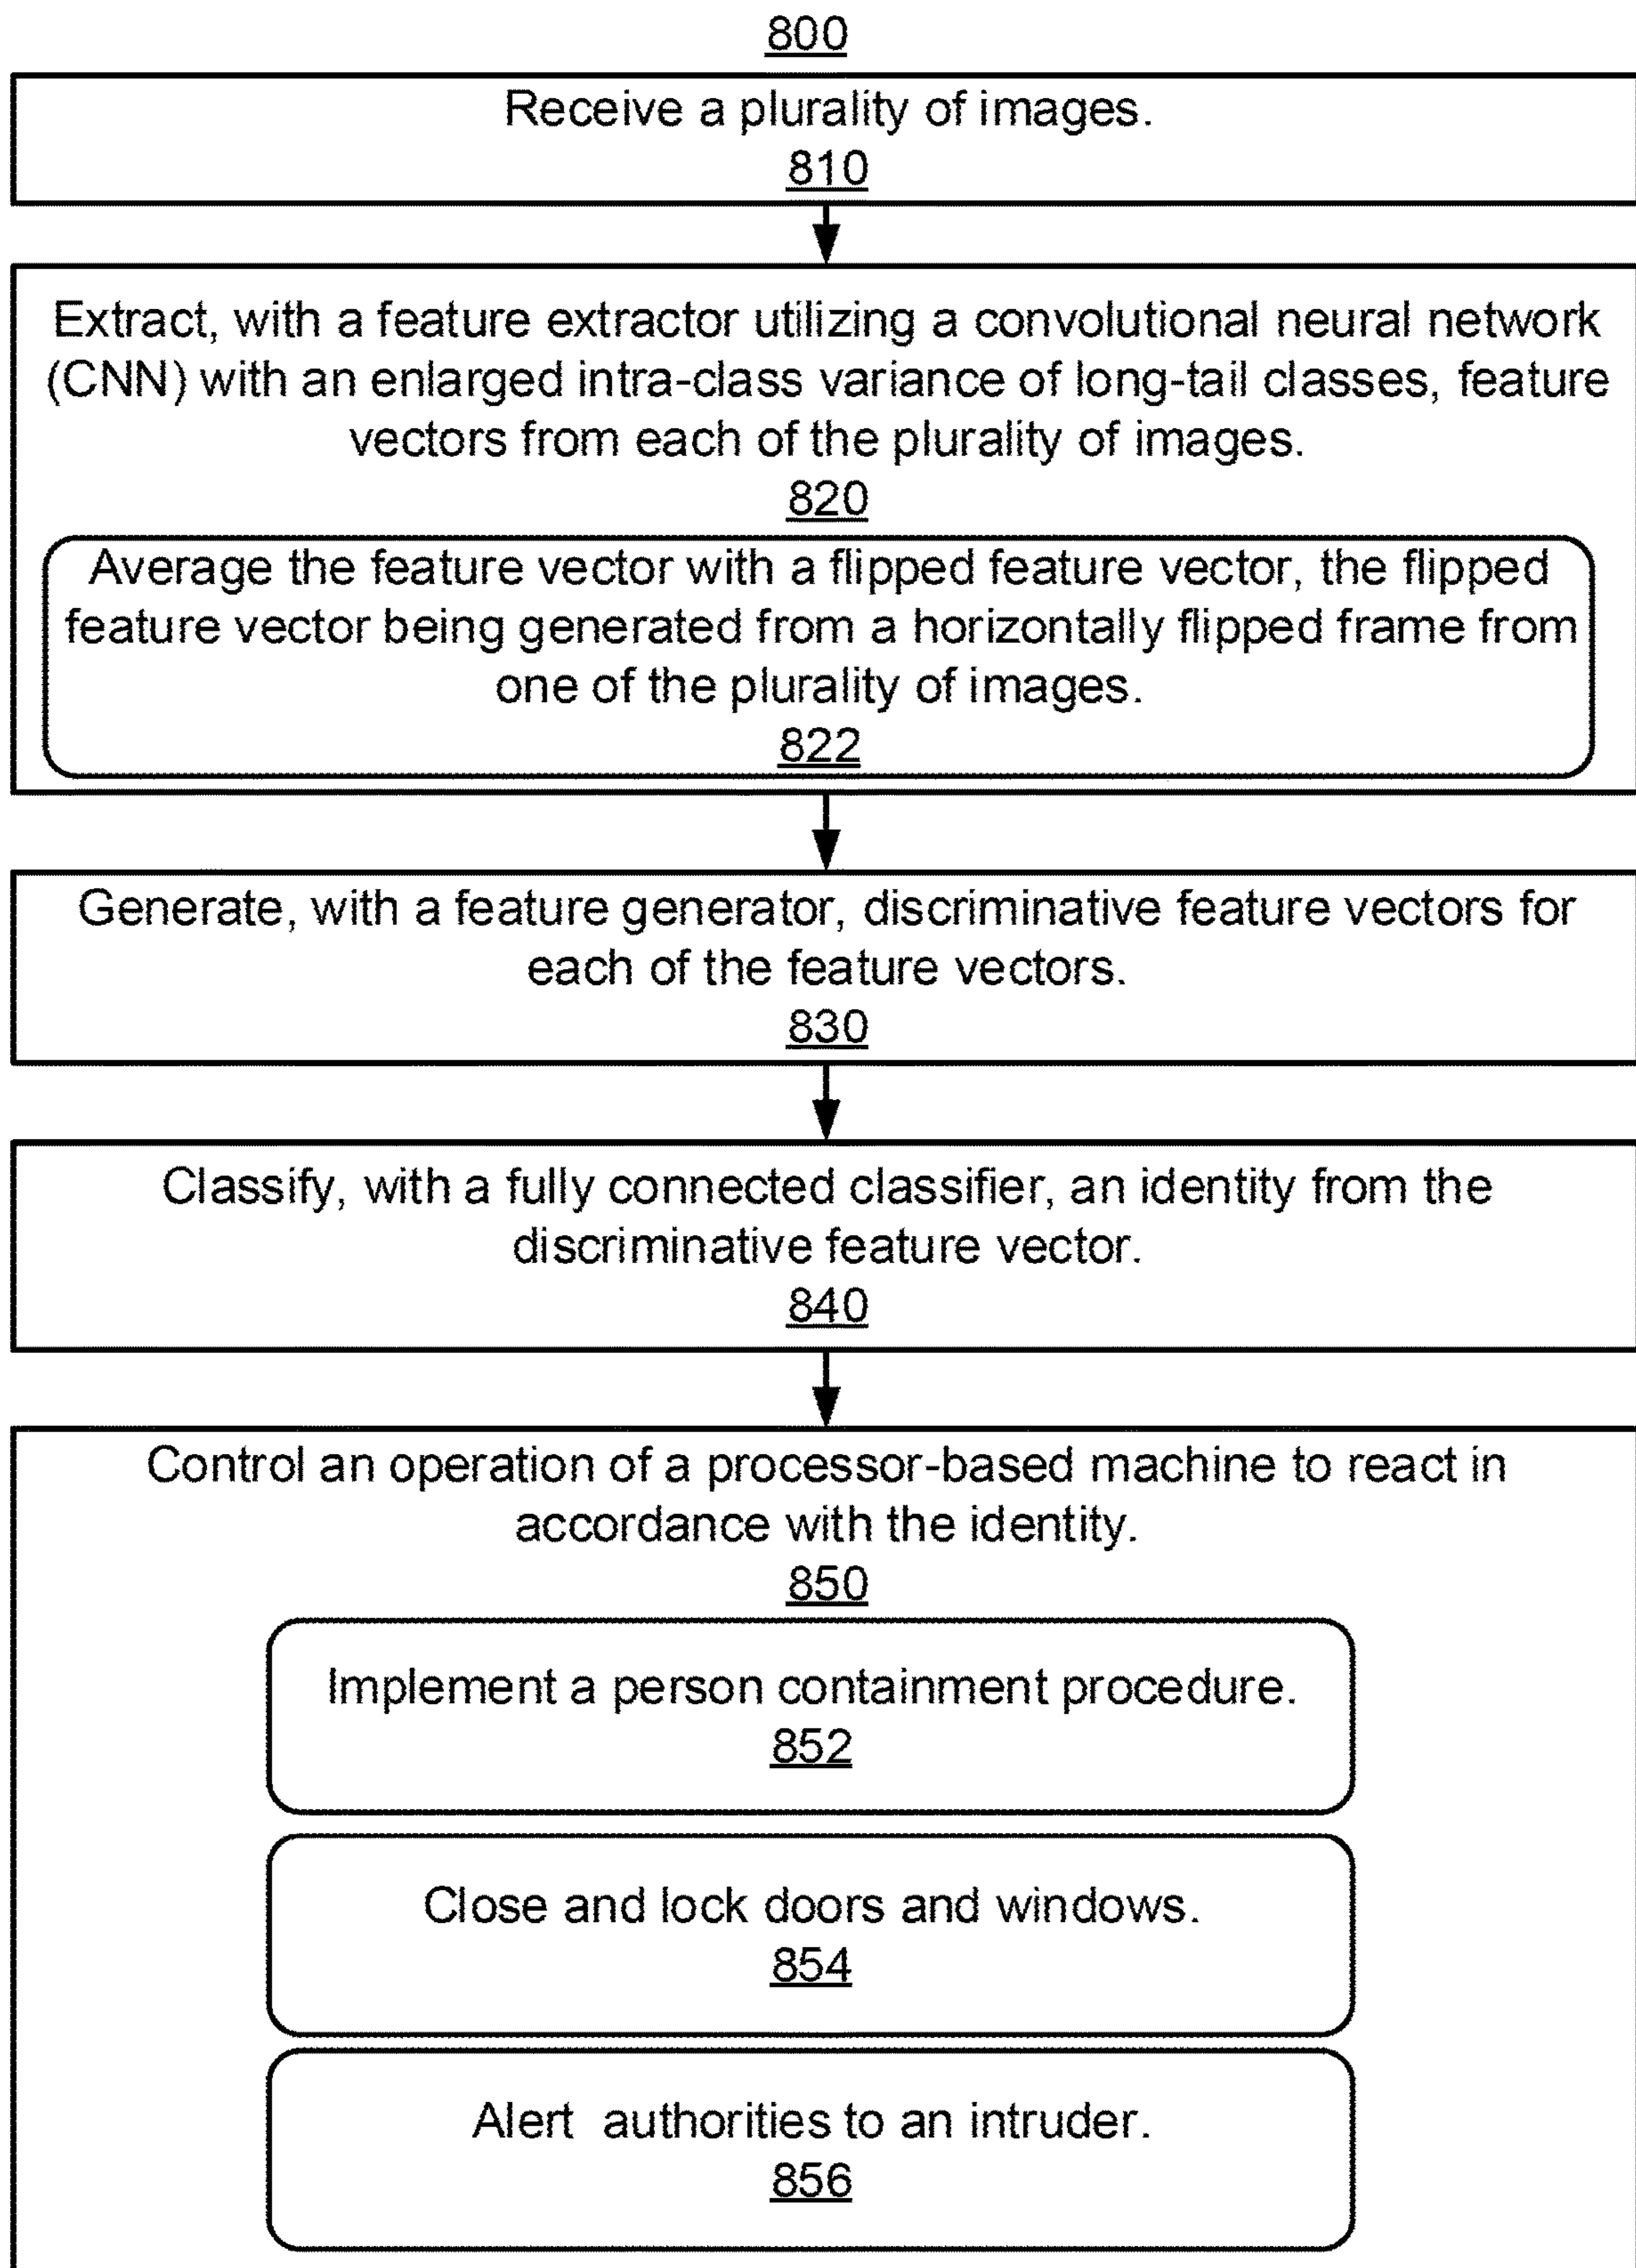 800
Receive a plurality of images.
810
Extract, with a feature extractor utilizing a convolutional neural network
(CNN) with an enlarged intra-class variance of long-tail classes, feature
vectors from each of the plurality of images.
820
Average the feature vector with a flipped feature vector, the flipped
feature vector being generated from a horizontally flipped frame from
one of the plurality of images.
822
Generate, with a feature generator, discriminative feature vectors for
each of the feature vectors.
830
Classify, with a fully connected classifier, an identity from the
discriminative feature vector.
840
Control an operation of a processor-based machine to react in
accordance with the identity.
850
Implement a person containment procedure.
852
Close and lock doors and windows.
854
Alert authorities to an intruder.
856